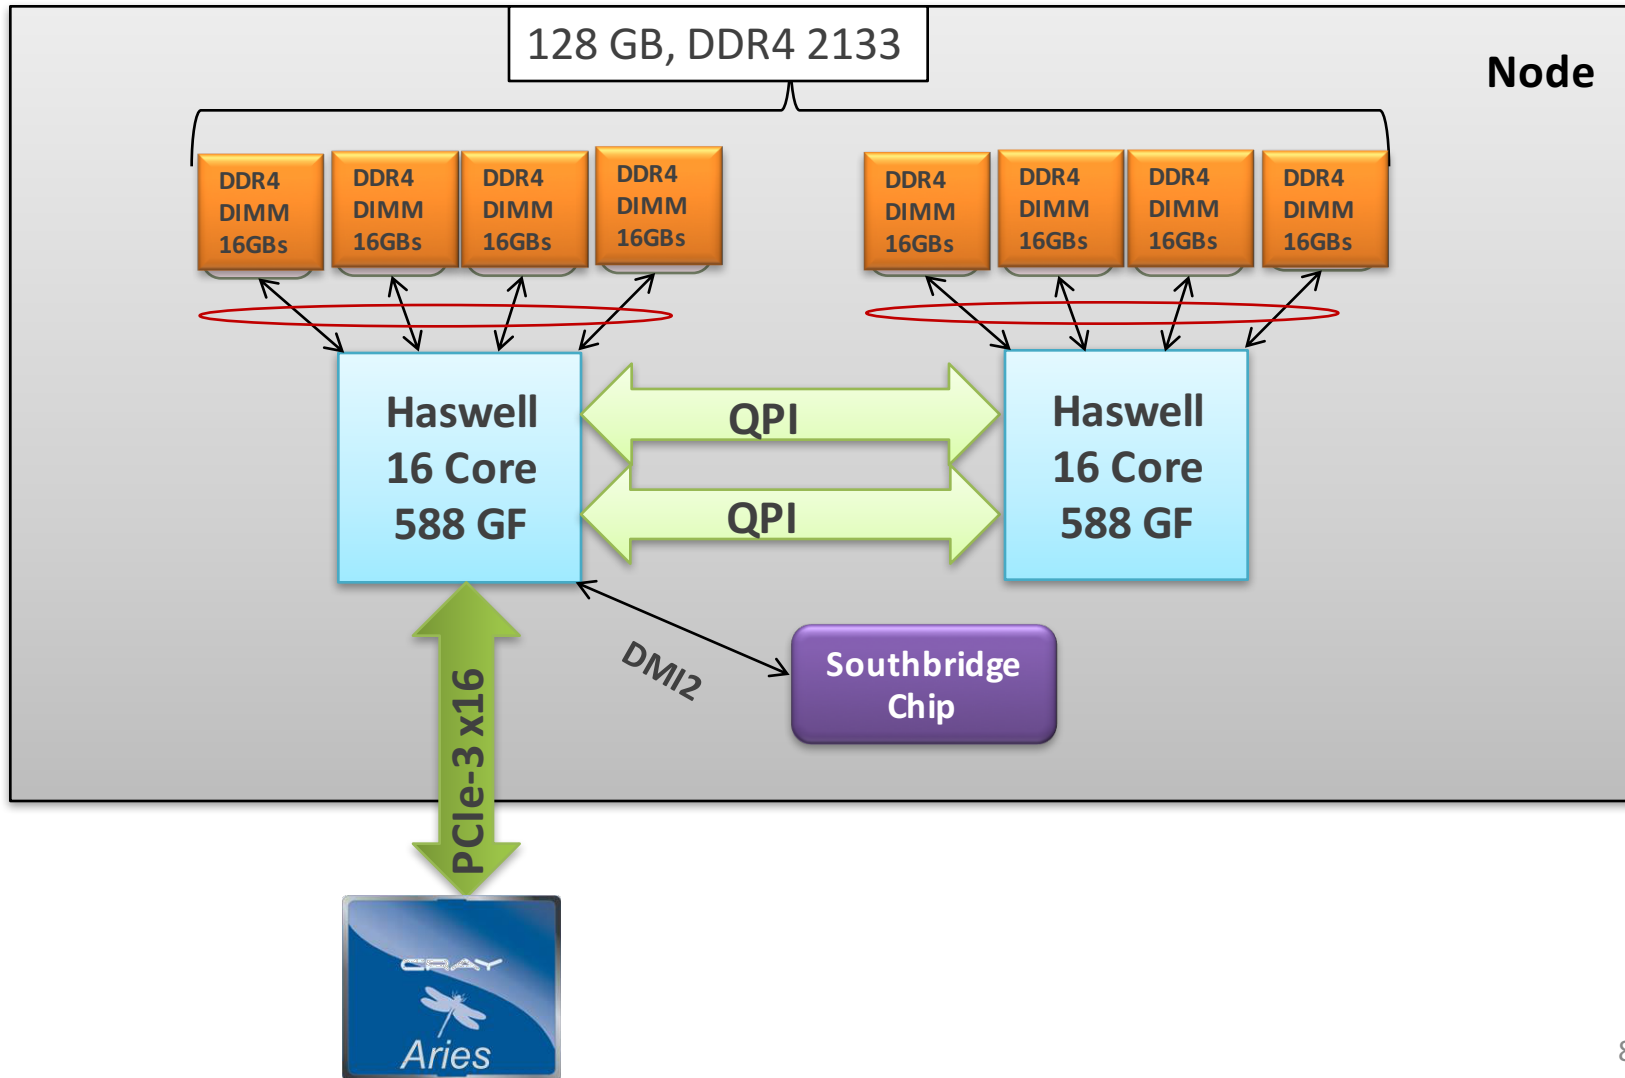 128 GB, DDR4 2133
Node
DDR4
DIMM
16GBs
DDR4
DIMM
16GBs
DDR4
DIMM
16GBs
DDR4
DIMM
16GBs
DDR4
DIMM
16GBs
DDR4
DIMM
16GBs
DDR4
DIMM
16GBs
DDR4
DIMM
16GBs
Haswell
16 Core
588 GF
QPI
QPI
Haswell
16 Core
588 GF
DMI2
Southbridge
Chip
PCIe-3 x16
CRAY
Aries
8